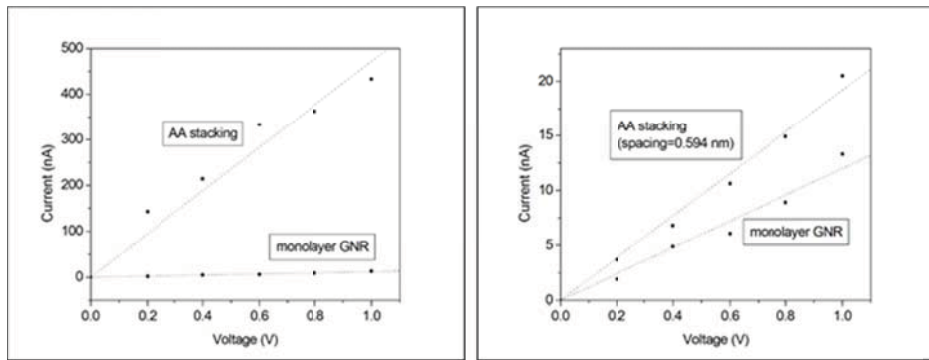 500
400
300
200
100
0
Current (nA)
AA stacking
monolayer GNR
0.0 0.2 0.4 0.6 0.8 1.0
Voltage (V)
20
15
10
5
0
Current (nA)
AA stacking
(spacing=0.594 nm)
monolayer GNR
0.0 0.2 0.4 0.6 0.8 1.0
Voltage (V)